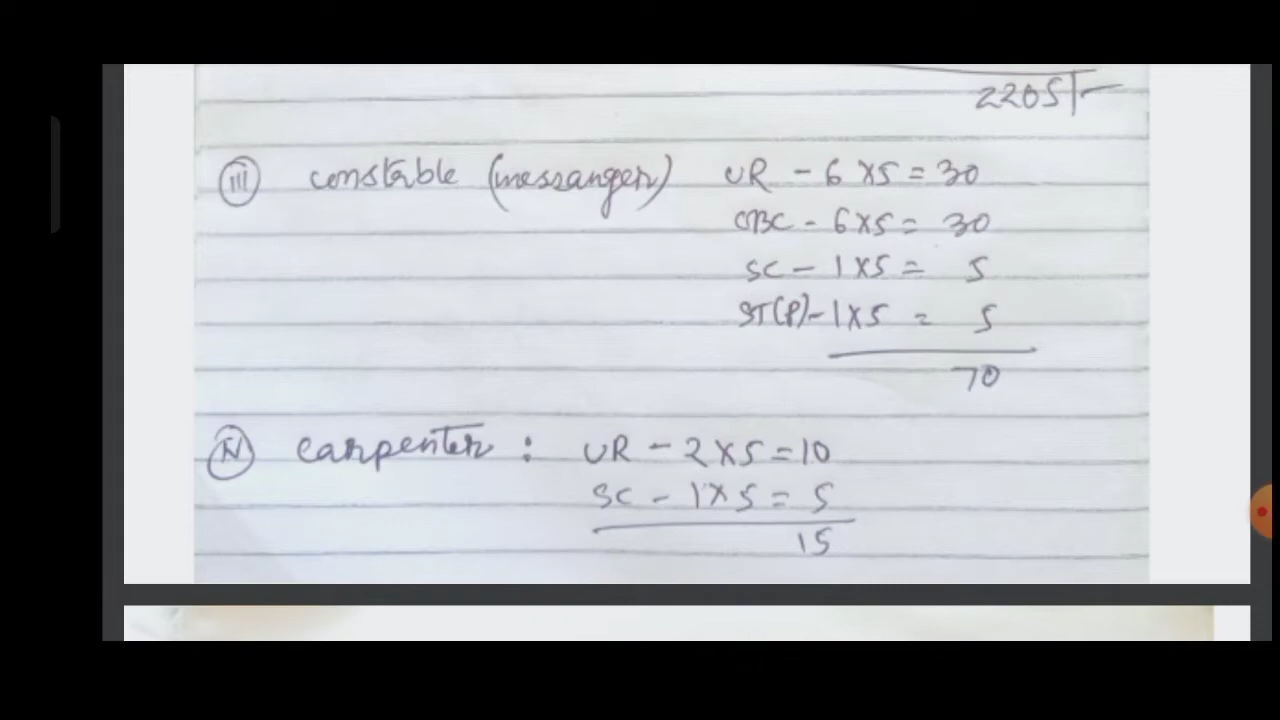 2205/-
(III) constable (messanger) UR - 6 x 5 = 30
OBC - 6 x 5 = 30
SC - 1 x 5 = 5
ST(P) - 1 x 5 = 5
70
(IV) carpenter : UR - 2 x 5 = 10
SC - 1 x 5 = 5
15